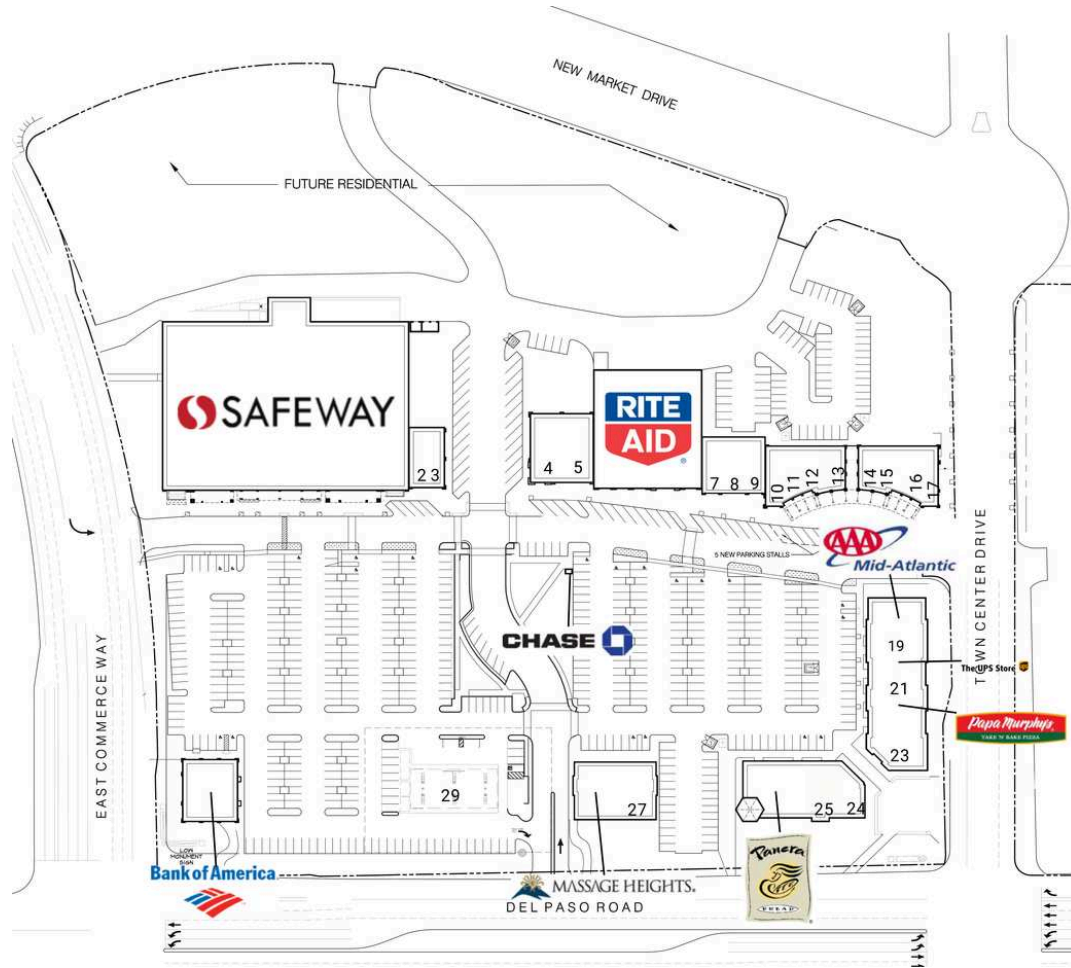 NEW MARKET DRIVE
FUTURE RESIDENTIAL
SAFEWAY
RITE
AID
2 3
4 5
7 8 9
10 11 12 13
14 15 16 17
5 NEW PARKING STALLS
AAA
Mid-Atlantic
CHASE
19
The UPS Store
21
Papa Murphy's
TAKE 'N' BAKE PIZZA
23
TOWN CENTER DRIVE
EAST COMMERCE WAY
29
27
25 24
LOW
MONUMENT
SIGN
Bank of America
MASSAGE HEIGHTS.
Panera
BREAD
DEL PASO ROAD